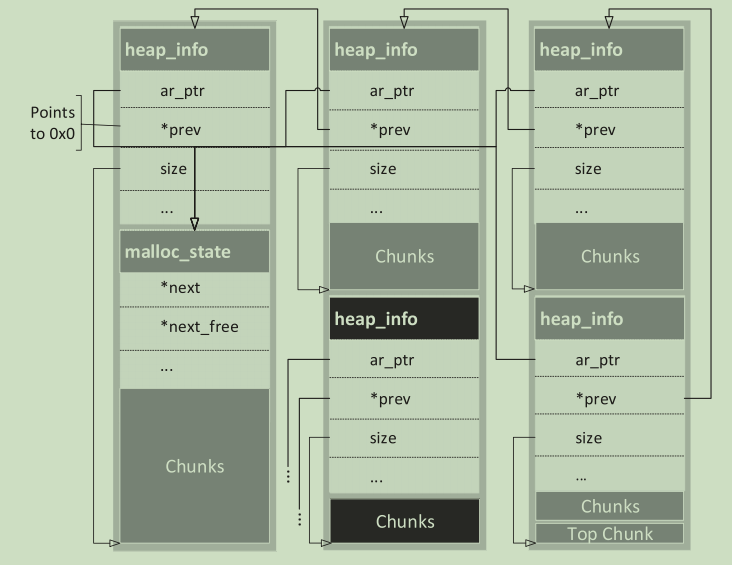 heap_info
ar_ptr
Points
to 0x0
*prev
size
...
malloc_state
*next
*next_free
...
Chunks
heap_info
ar_ptr
*prev
size
...
Chunks
heap_info
ar_ptr
*prev
size
...
Chunks
heap_info
ar_ptr
*prev
size
...
Chunks
heap_info
ar_ptr
*prev
size
...
Chunks
Top Chunk